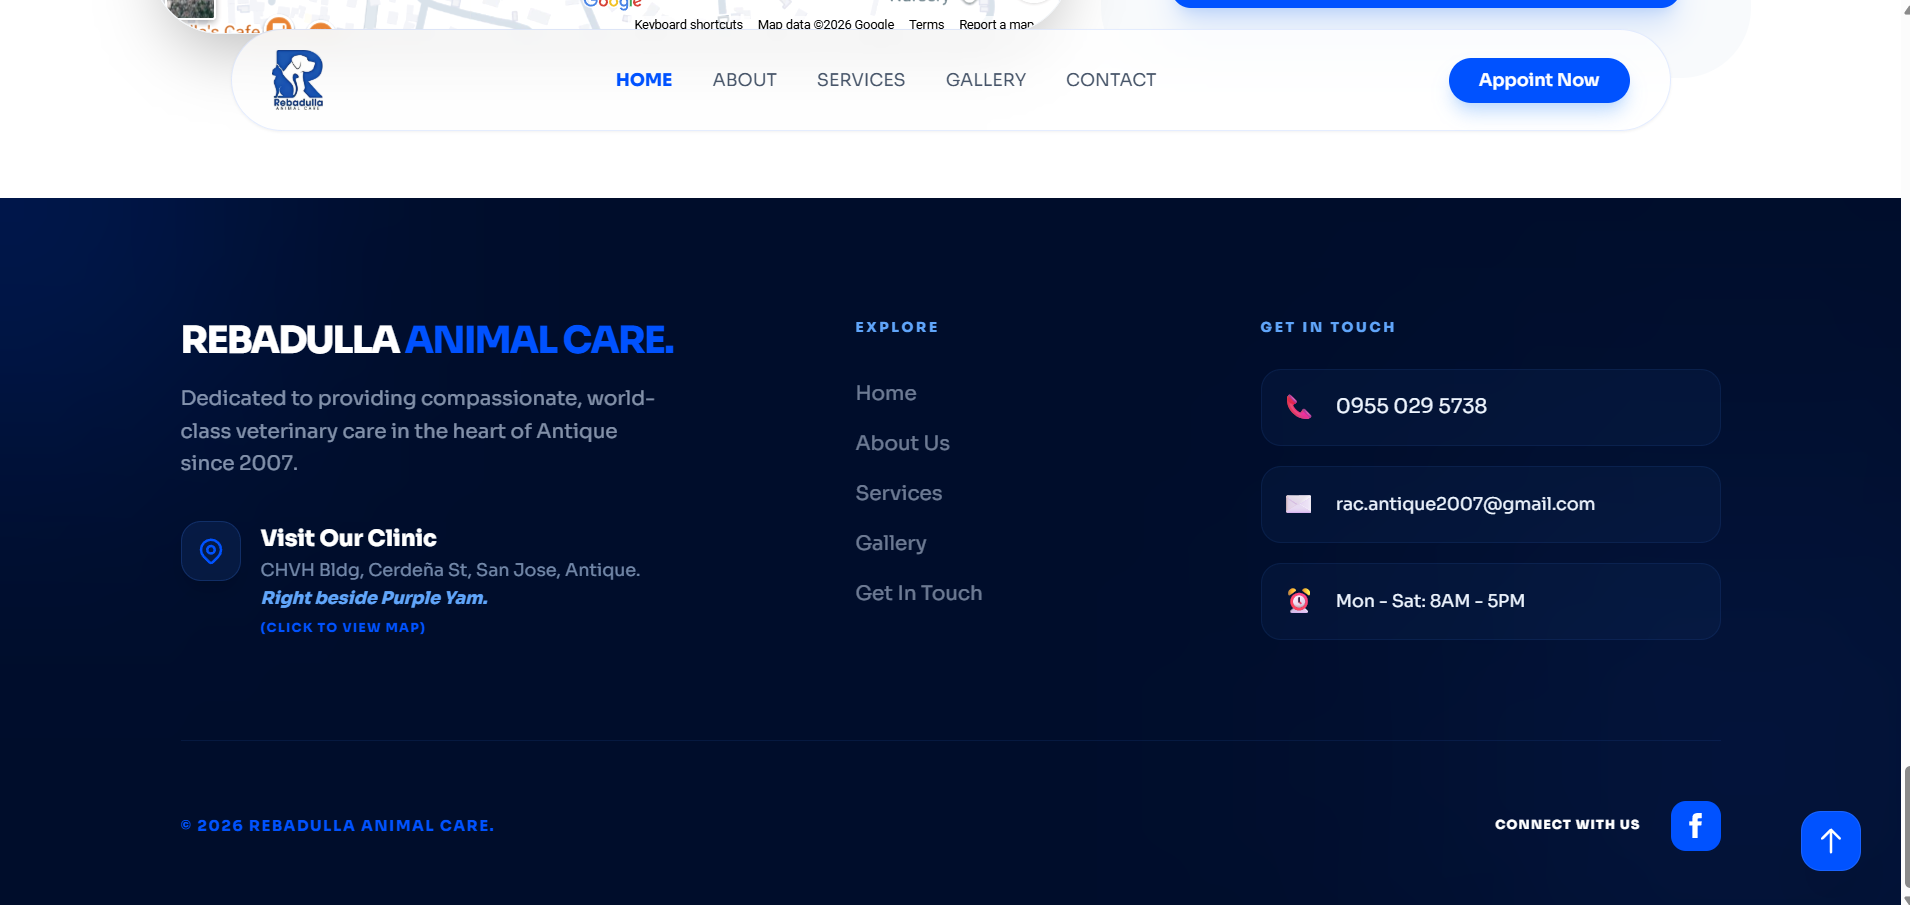 Google
Keyboard shortcuts
Map data ©2026 Google
Terms
Report a map
Rebadulla
ANIMAL CARE
HOME
ABOUT
SERVICES
GALLERY
CONTACT
Appoint Now
REBADULLA ANIMAL CARE.
Dedicated to providing compassionate, world-
class veterinary care in the heart of Antique
since 2007.
Visit Our Clinic
CHVH Bldg, Cerdeña St, San Jose, Antique.
Right beside Purple Yam.
(CLICK TO VIEW MAP)
EXPLORE
Home
About Us
Services
Gallery
Get In Touch
GET IN TOUCH
0955 029 5738
rac.antique2007@gmail.com
Mon - Sat: 8AM - 5PM
© 2026 REBADULLA ANIMAL CARE.
CONNECT WITH US